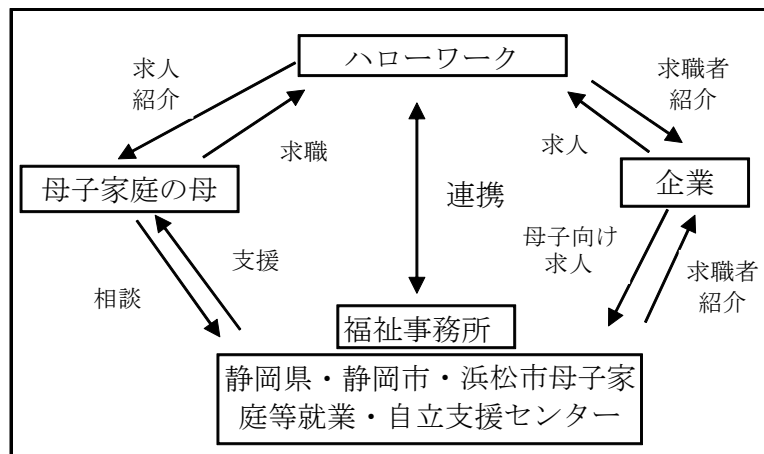 ハローワーク
求人
紹介
求職者
紹介
求職
求人
母子家庭の母
企業
連携
支援
母子向け
求人
相談
求職者
紹介
福祉事務所
静岡県・静岡市・浜松市母子家
庭等就業・自立支援センター